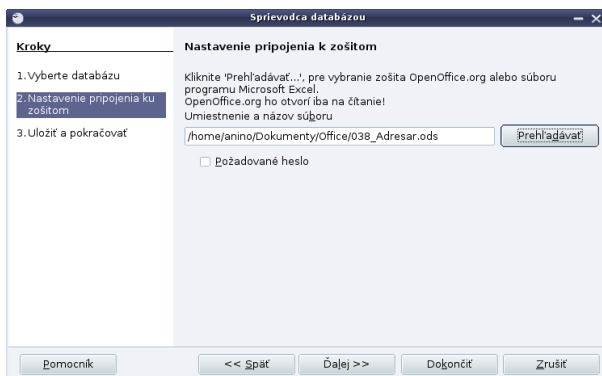 Sprievodca databázou
Kroky
1. Vyberte databázu
2. Nastavenie pripojenia ku
zošitom
3. Uložiť a pokračovať
Nastavenie pripojenia k zošitom
Kliknite 'Prehľadávať...', pre vybranie zošita OpenOffice.org alebo súboru
programu Microsoft Excel.
OpenOffice.org ho otvorí iba na čítanie!
Umiestnenie a názov súboru
/home/anino/Dokumenty/Office/038_Adresar.ods
Prehľadávať
Požadované heslo
Pomocník
<< Späť
Ďalej >>
Dokončiť
Zrušiť